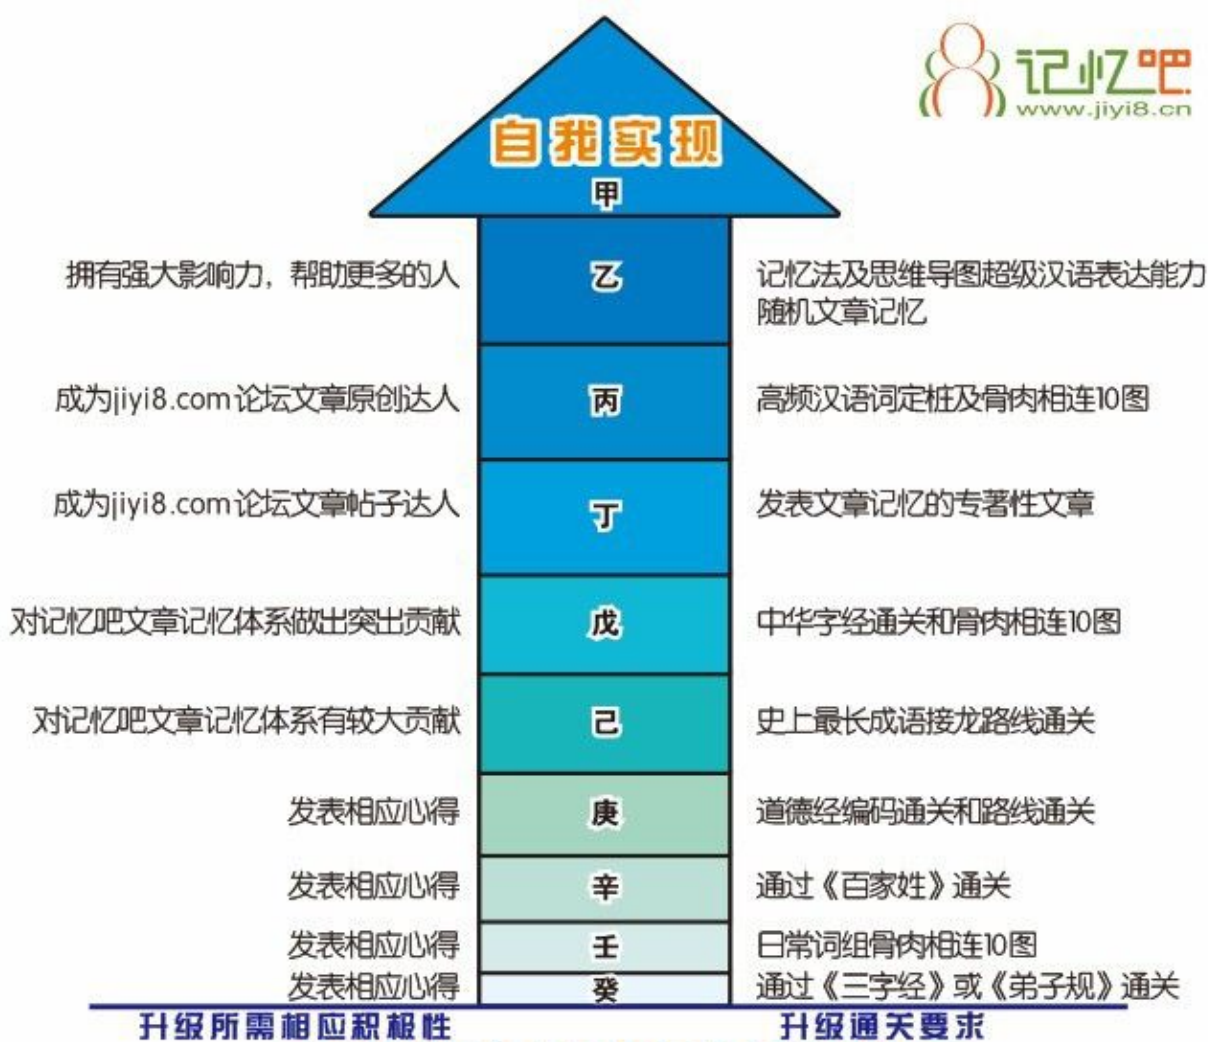 记忆吧
www.jiyi8.cn
自我实现
甲
拥有强大影响力，帮助更多的人
乙
记忆法及思维导图超级汉语表达能力
随机文章记忆
成为jiyi8.com论坛文章原创达人
丙
高频汉语词定桩及骨肉相连10图
成为jiyi8.com论坛文章帖子达人
丁
发表文章记忆的专著性文章
对记忆吧文章记忆体系做出突出贡献
戊
中华字经通关和骨肉相连10图
对记忆吧文章记忆体系有较大贡献
己
史上最长成语接龙路线通关
发表相应心得
庚
道德经编码通关和路线通关
发表相应心得
辛
通过《百家姓》通关
发表相应心得
壬
日常词组骨肉相连10图
发表相应心得
癸
通过《三字经》或《弟子规》通关
升级所需相应积极性
升级通关要求